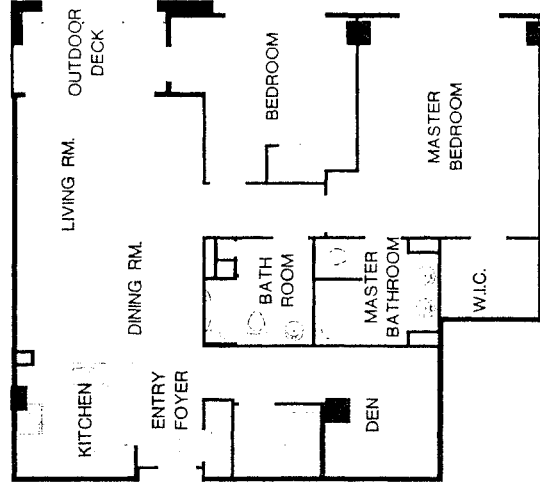 OUTDOOR
DECK
BEDROOM
LIVING RM.
MASTER
BEDROOM
DINING RM.
BATH
ROOM
MASTER
BATHROOM
W.I.C.
KITCHEN
ENTRY
FOYER
DEN